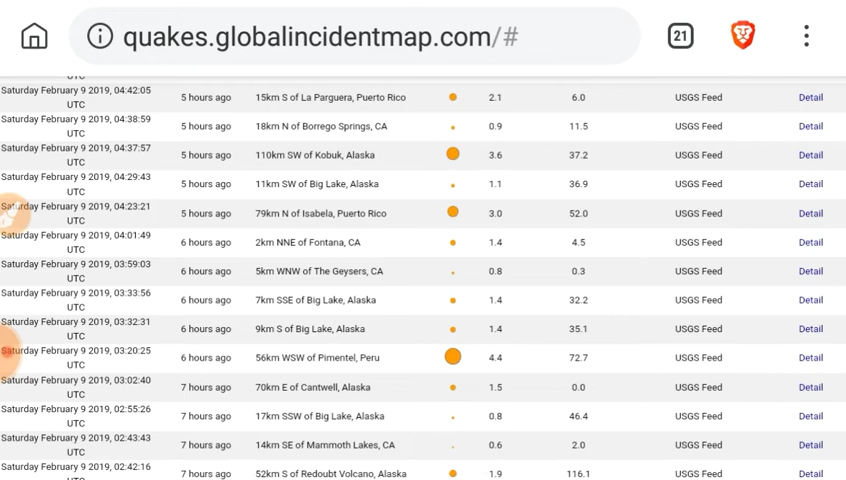 quakes.globalincidentmap.com/#
21
UTC
Saturday February 9 2019, 04:42:05 UTC 5 hours ago 15km S of La Parguera, Puerto Rico 2.1 6.0 USGS Feed Detail
Saturday February 9 2019, 04:38:59 UTC 5 hours ago 18km N of Borrego Springs, CA 0.9 11.5 USGS Feed Detail
Saturday February 9 2019, 04:37:57 UTC 5 hours ago 110km SW of Kobuk, Alaska 3.6 37.2 USGS Feed Detail
Saturday February 9 2019, 04:29:43 UTC 5 hours ago 11km SW of Big Lake, Alaska 1.1 36.9 USGS Feed Detail
Saturday February 9 2019, 04:23:21 UTC 5 hours ago 79km N of Isabela, Puerto Rico 3.0 52.0 USGS Feed Detail
Saturday February 9 2019, 04:01:49 UTC 6 hours ago 2km NNE of Fontana, CA 1.4 4.5 USGS Feed Detail
Saturday February 9 2019, 03:59:03 UTC 6 hours ago 5km WNW of The Geysers, CA 0.8 0.3 USGS Feed Detail
Saturday February 9 2019, 03:33:56 UTC 6 hours ago 7km SSE of Big Lake, Alaska 1.4 32.2 USGS Feed Detail
Saturday February 9 2019, 03:32:31 UTC 6 hours ago 9km S of Big Lake, Alaska 1.4 35.1 USGS Feed Detail
Saturday February 9 2019, 03:20:25 UTC 6 hours ago 56km WSW of Pimentel, Peru 4.4 72.7 USGS Feed Detail
Saturday February 9 2019, 03:02:40 UTC 7 hours ago 70km E of Cantwell, Alaska 1.5 0.0 USGS Feed Detail
Saturday February 9 2019, 02:55:26 UTC 7 hours ago 17km SSW of Big Lake, Alaska 0.8 46.4 USGS Feed Detail
Saturday February 9 2019, 02:43:43 UTC 7 hours ago 14km SE of Mammoth Lakes, CA 0.6 2.0 USGS Feed Detail
Saturday February 9 2019, 02:42:16 UTC 7 hours ago 52km S of Redoubt Volcano, Alaska 1.9 116.1 USGS Feed Detail